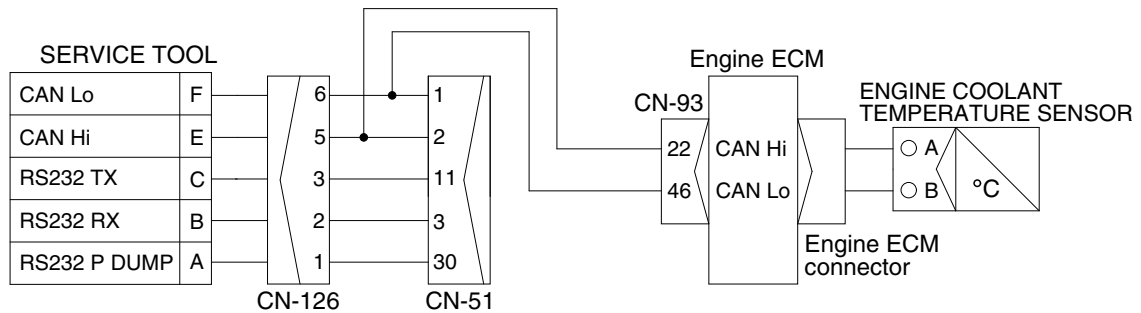 SERVICE TOOL
CAN Lo F 6 1
CAN Hi E 5 2
RS232 TX C 3 11
RS232 RX B 2 3
RS232 P DUMP A 1 30
CN-126 CN-51
Engine ECM
CN-93
22 CAN Hi
46 CAN Lo
Engine ECM
connector
ENGINE COOLANT
TEMPERATURE SENSOR
A
B
°C